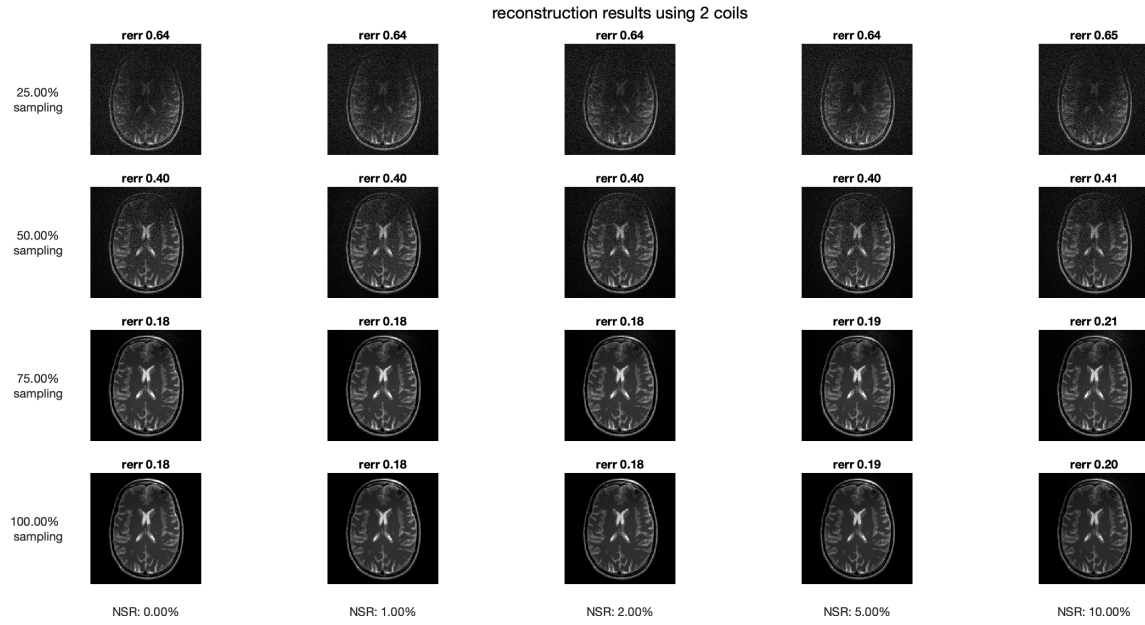 reconstruction results using 2 coils
rerr 0.64 rerr 0.64 rerr 0.64 rerr 0.64 rerr 0.65
25.00%
sampling
rerr 0.40 rerr 0.40 rerr 0.40 rerr 0.40 rerr 0.41
50.00%
sampling
rerr 0.18 rerr 0.18 rerr 0.18 rerr 0.19 rerr 0.21
75.00%
sampling
rerr 0.18 rerr 0.18 rerr 0.18 rerr 0.19 rerr 0.20
100.00%
sampling
NSR: 0.00% NSR: 1.00% NSR: 2.00% NSR: 5.00% NSR: 10.00%